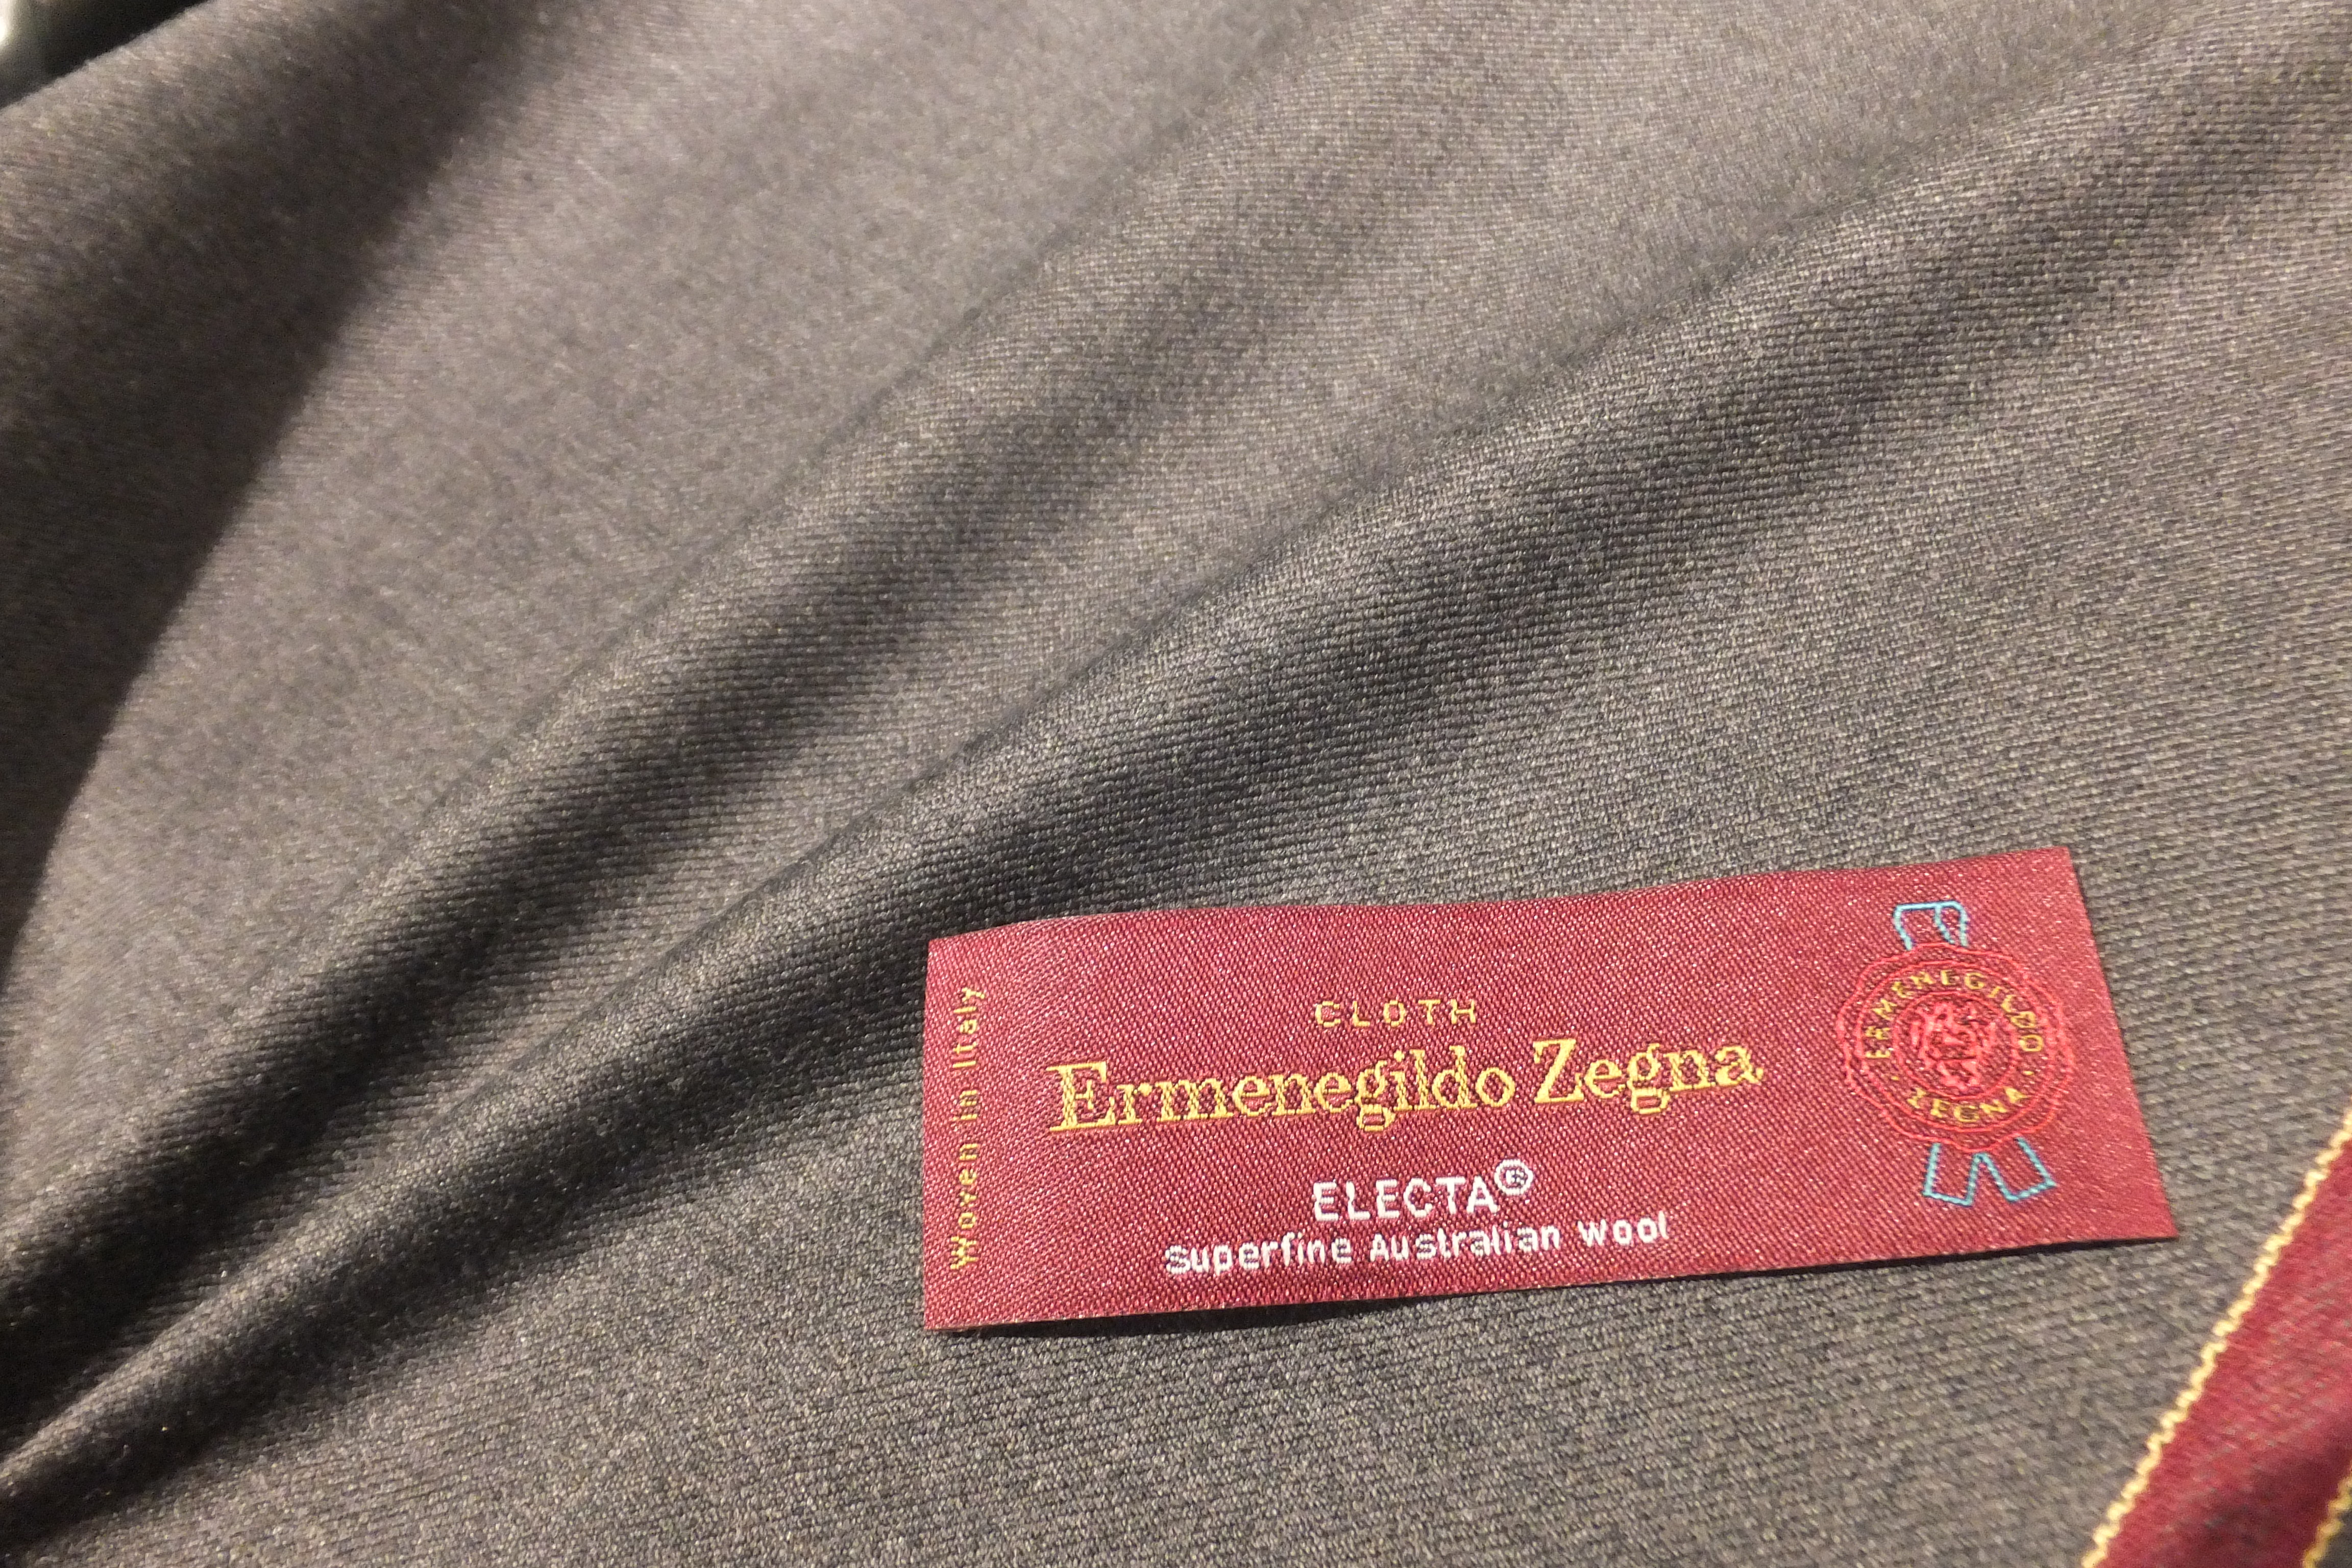 Woven in Italy
CLOTH
Ermenegildo Zegna
ELECTA®
Superfine Australian Wool
ERMENEGILDO
· ZEGNA ·